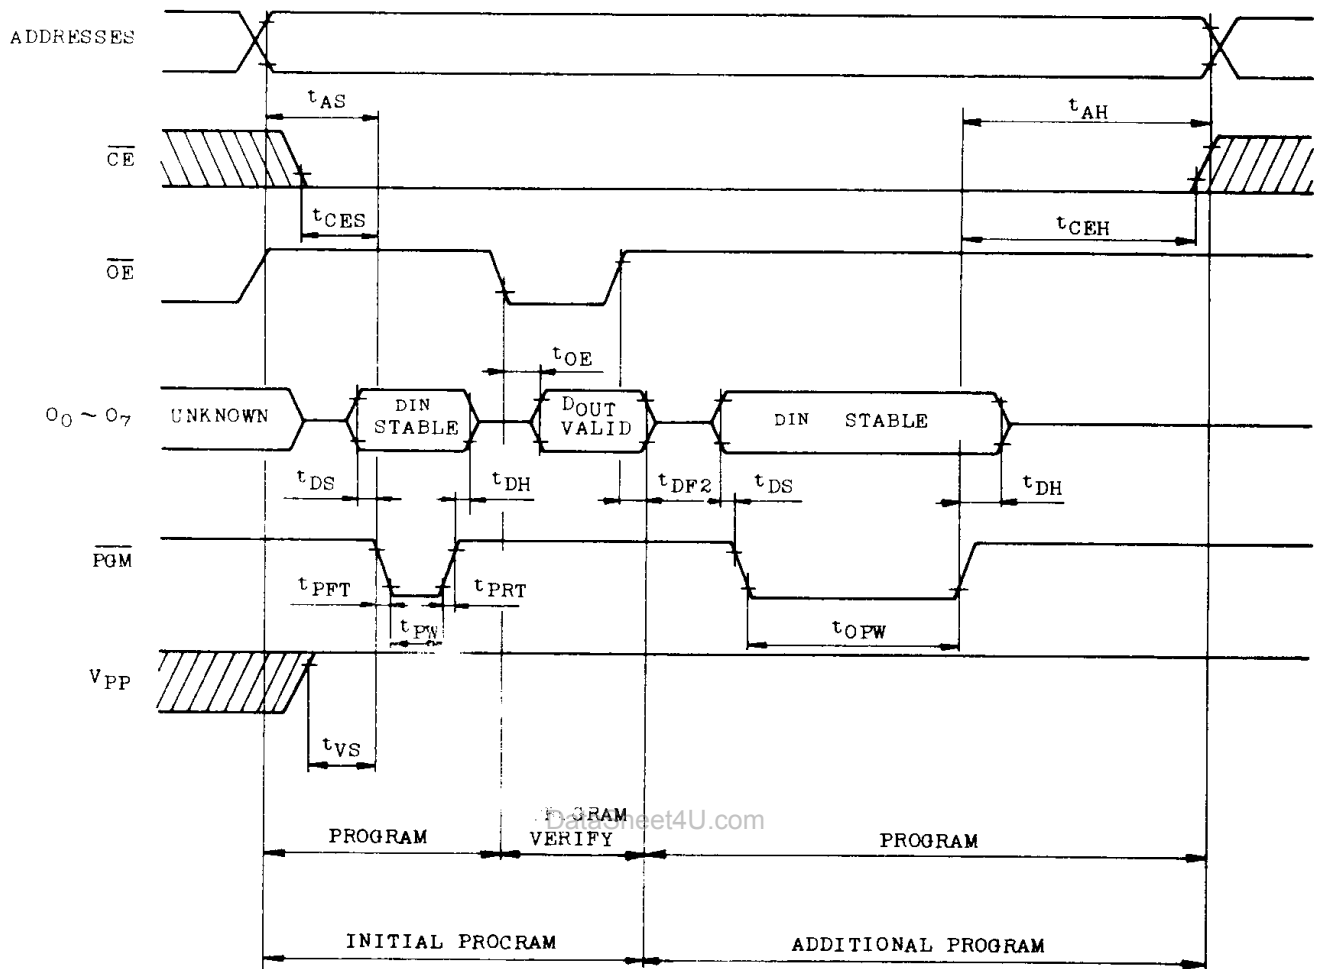 ADDRESSES
tAS
tAH
CE
tCES
tCEH
OE
tOE
O0 ~ O7
UNKNOWN
DIN
STABLE
DOUT
VALID
DIN STABLE
tDS
tDH
tDF2
tDS
tDH
PGM
tPFT
tPRT
tPW
tOPW
VPP
tVS
DataSheet4U.com
PROGRAM
VERIFY
PROGRAM
INITIAL PROCRAM
ADDITIONAL PROGRAM